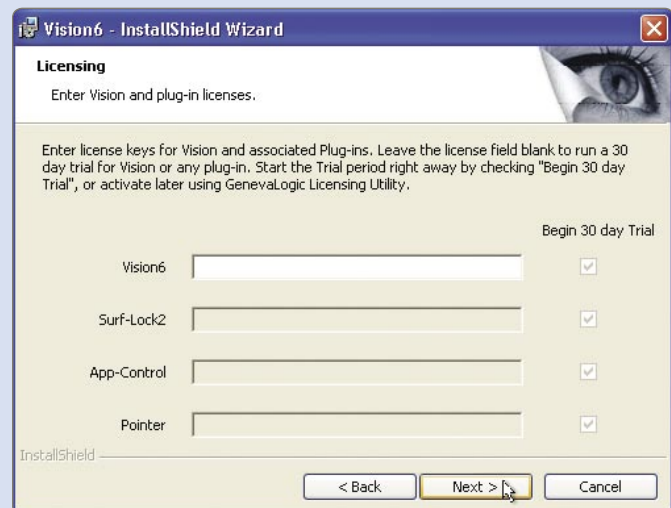 Vision6 - InstallShield Wizard
Licensing
Enter Vision and plug-in licenses.
Enter license keys for Vision and associated Plug-ins. Leave the license field blank to run a 30
day trial for Vision or any plug-in. Start the Trial period right away by checking "Begin 30 day
Trial", or activate later using GenevaLogic Licensing Utility.
Begin 30 day Trial
Vision6
Surf-Lock2
App-Control
Pointer
InstallShield
< Back
Next >
Cancel